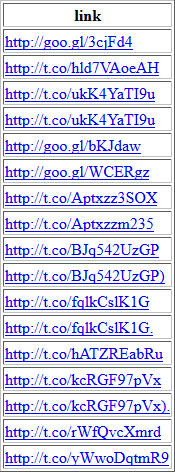 link
http://goo.gl/3cjFd4
http://t.co/hld7VAoeAH
http://t.co/ukK4YaTI9u
http://t.co/ukK4YaTI9u
http://goo.gl/bKJdaw
http://goo.gl/WCERgz
http://t.co/Aptxzz3SOX
http://t.co/Aptxzzm235
http://t.co/BJq542UzGP
http://t.co/BJq542UzGP)
http://t.co/fqlkCslK1G
http://t.co/fqlkCslK1G.
http://t.co/hATZREabRu
http://t.co/kcRGF97pVx
http://t.co/kcRGF97pVx).
http://t.co/rWfQvcXmrd
http://t.co/yWwoDqtmR9